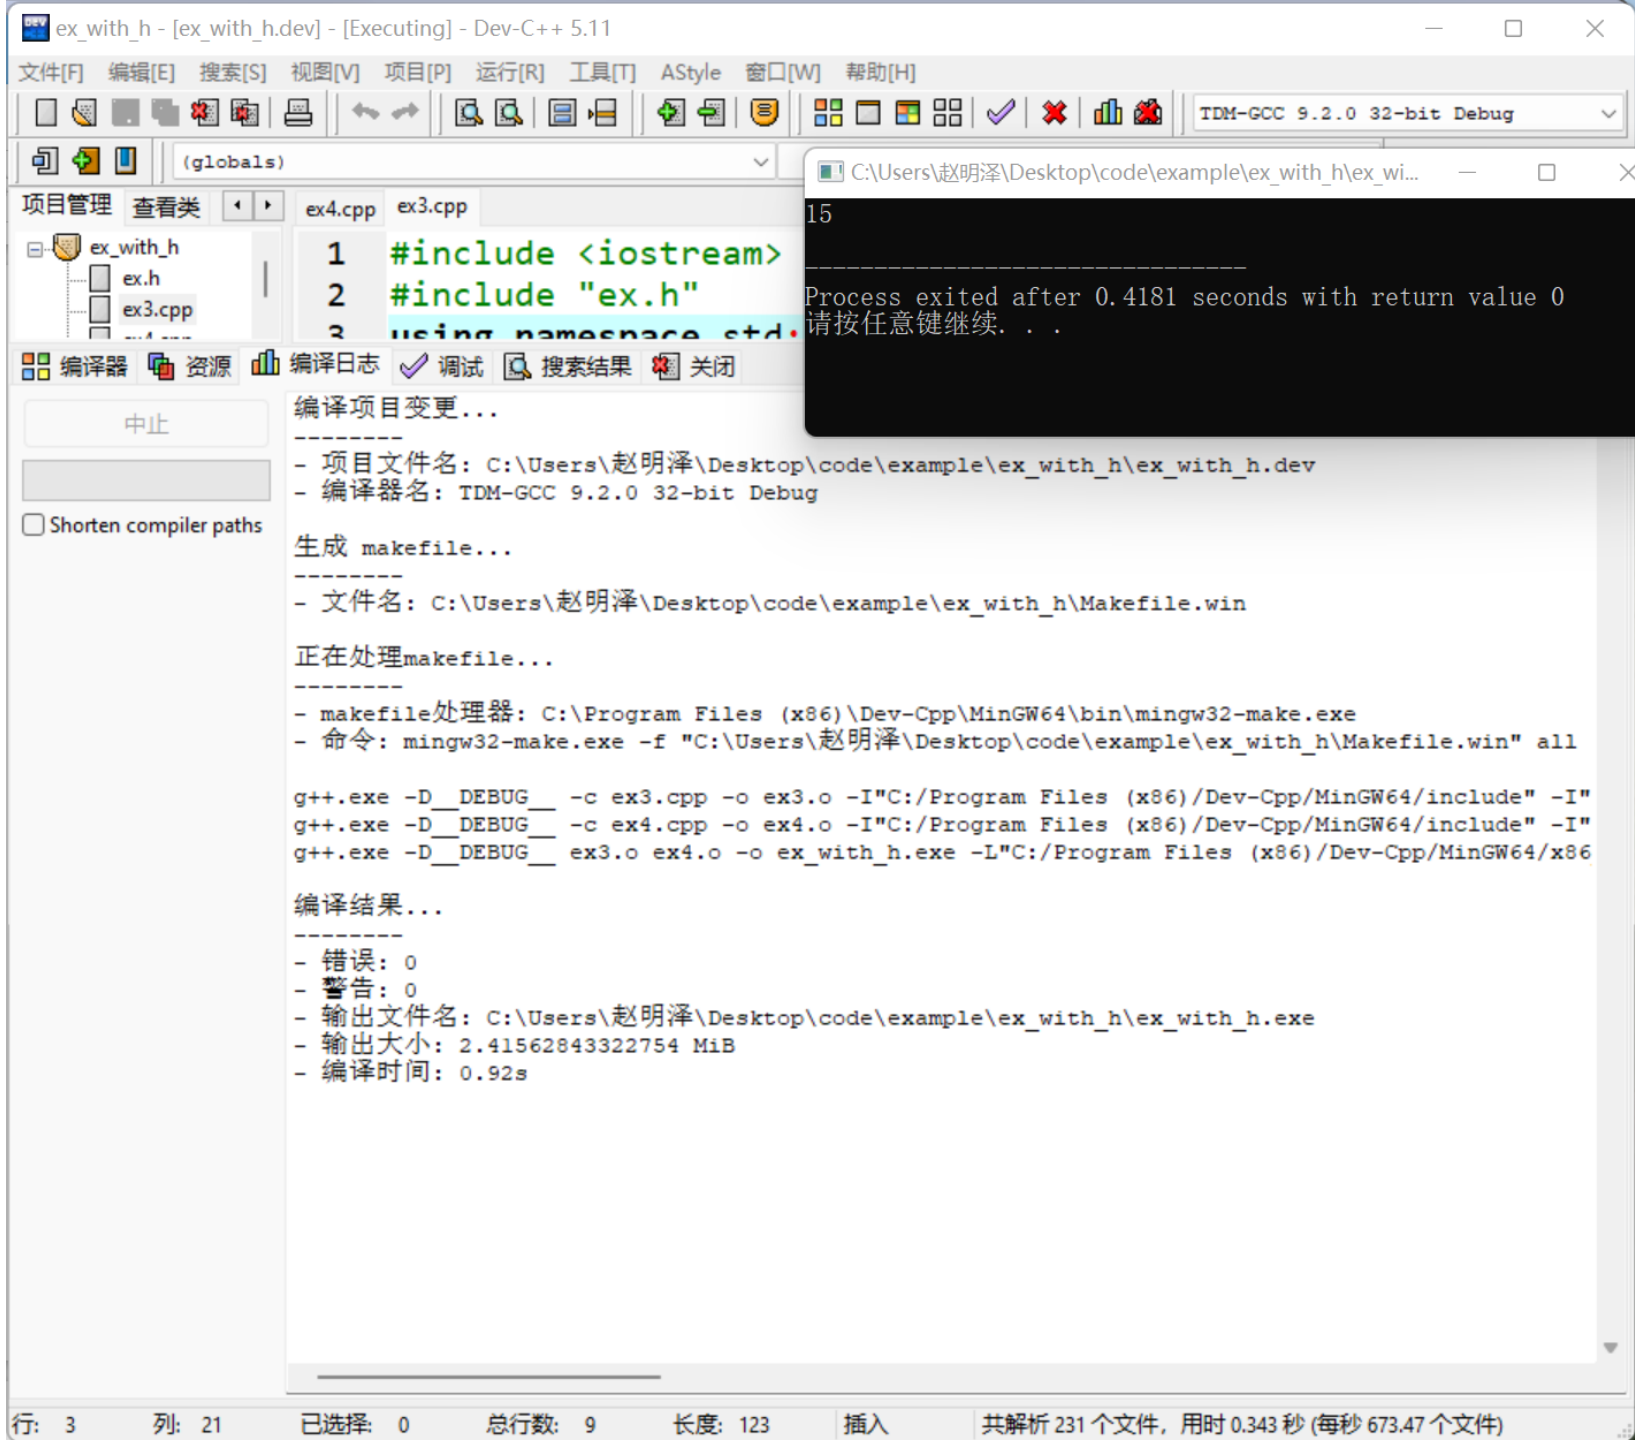 ex_with_h - [ex_with_h.dev] - [Executing] - Dev-C++ 5.11
文件[F] 编辑[E] 搜索[S] 视图[V] 项目[P] 运行[R] 工具[T] AStyle 窗口[W] 帮助[H]
TDM-GCC 9.2.0 32-bit Debug
(globals)
C:\Users\赵明泽\Desktop\code\example\ex_with_h\ex_wi...
15
--------------------------------
Process exited after 0.4181 seconds with return value 0
请按任意键继续. . .
项目管理 查看类
ex4.cpp ex3.cpp
ex_with_h
ex.h
ex3.cpp
1 #include <iostream>
2 #include "ex.h"
3 using namespace std;
编译器 资源 编译日志 调试 搜索结果 关闭
中止
Shorten compiler paths
编译项目变更...
--------
- 项目文件名: C:\Users\赵明泽\Desktop\code\example\ex_with_h\ex_with_h.dev
- 编译器名: TDM-GCC 9.2.0 32-bit Debug
生成 makefile...
--------
- 文件名: C:\Users\赵明泽\Desktop\code\example\ex_with_h\Makefile.win
正在处理makefile...
--------
- makefile处理器: C:\Program Files (x86)\Dev-Cpp\MinGW64\bin\mingw32-make.exe
- 命令: mingw32-make.exe -f "C:\Users\赵明泽\Desktop\code\example\ex_with_h\Makefile.win" all
g++.exe -D__DEBUG__ -c ex3.cpp -o ex3.o -I"C:/Program Files (x86)/Dev-Cpp/MinGW64/include" -I"
g++.exe -D__DEBUG__ -c ex4.cpp -o ex4.o -I"C:/Program Files (x86)/Dev-Cpp/MinGW64/include" -I"
g++.exe -D__DEBUG__ ex3.o ex4.o -o ex_with_h.exe -L"C:/Program Files (x86)/Dev-Cpp/MinGW64/x86
编译结果...
--------
- 错误: 0
- 警告: 0
- 输出文件名: C:\Users\赵明泽\Desktop\code\example\ex_with_h\ex_with_h.exe
- 输出大小: 2.41562843322754 MiB
- 编译时间: 0.92s
行: 3 列: 21 已选择: 0 总行数: 9 长度: 123 插入 共解析 231 个文件, 用时 0.343 秒 (每秒 673.47 个文件)